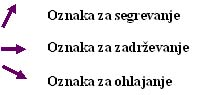 Oznaka za segrevanje
Oznaka za zadrževanje
Oznaka za ohlajanje